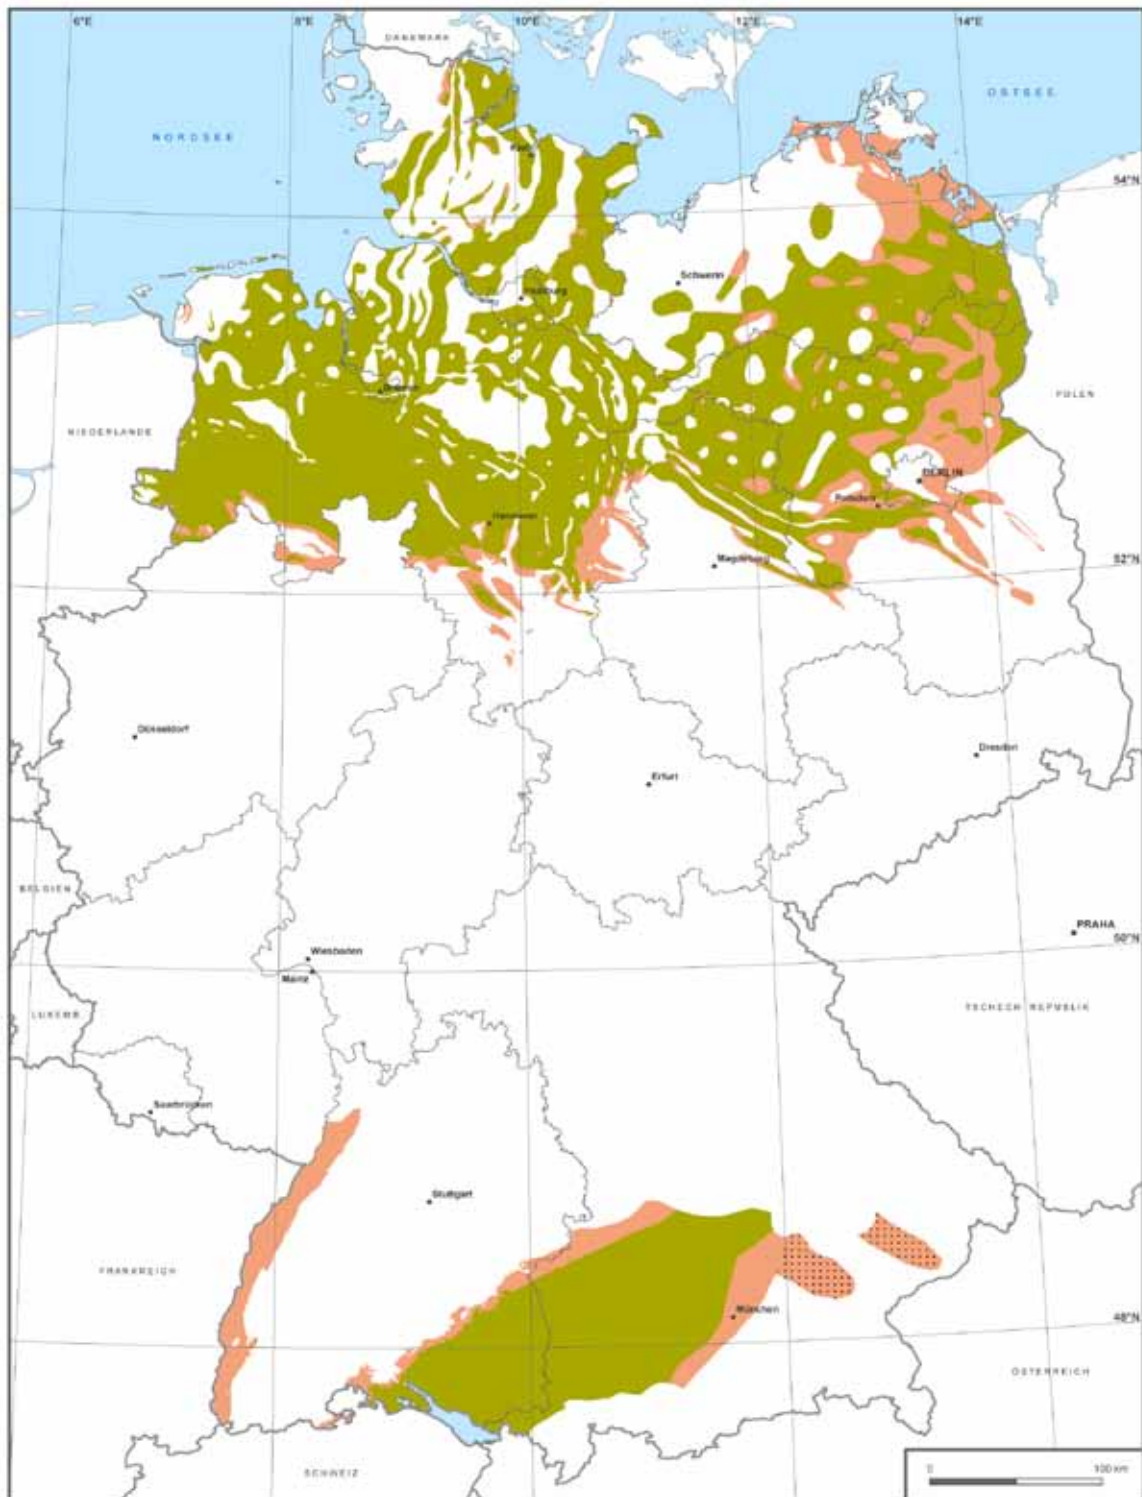 6°E
8°E
10°E
12°E
14°E
DÄNEMARK
OSTSEE
NORDSEE
Kiel
54°N
Schwerin
Hamburg
Bremen
POLEN
NIEDERLANDE
BERLIN
Potsdam
Hannover
Magdeburg
52°N
Düsseldorf
Dresden
Erfurt
BELGIEN
PRAHA
50°N
Wiesbaden
Mainz
LUXEMB.
TSCHECH. REPUBLIK
Saarbrücken
Stuttgart
FRANKREICH
München
48°N
ÖSTERREICH
SCHWEIZ
0
100 km